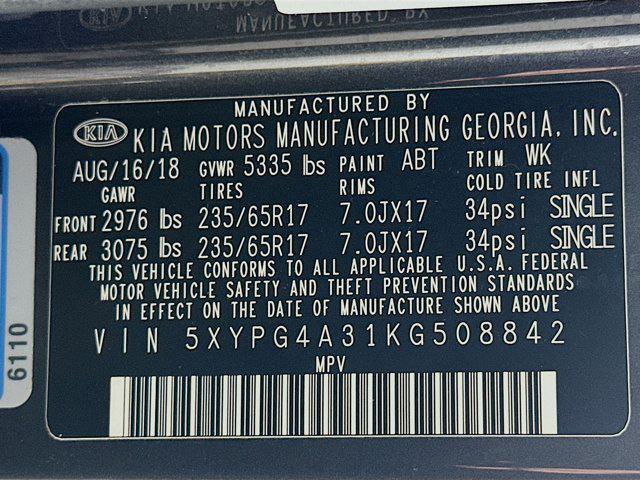 MANUFACTURED BY
KIA KIA MOTORS MANUFACTURING GEORGIA, INC.
AUG/16/18 GVWR 5335 lbs PAINT ABT TRIM WK
GAWR TIRES RIMS COLD TIRE INFL
FRONT 2976 lbs 235/65R17 7.0JX17 34psi SINGLE
REAR 3075 lbs 235/65R17 7.0JX17 34psi SINGLE
THIS VEHICLE CONFORMS TO ALL APPLICABLE U.S.A. FEDERAL
MOTOR VEHICLE SAFETY AND THEFT PREVENTION STANDARDS
IN EFFECT ON THE DATE OF MANUFACTURE SHOWN ABOVE
VIN 5XYPG4A31KG508842
MPV
6110